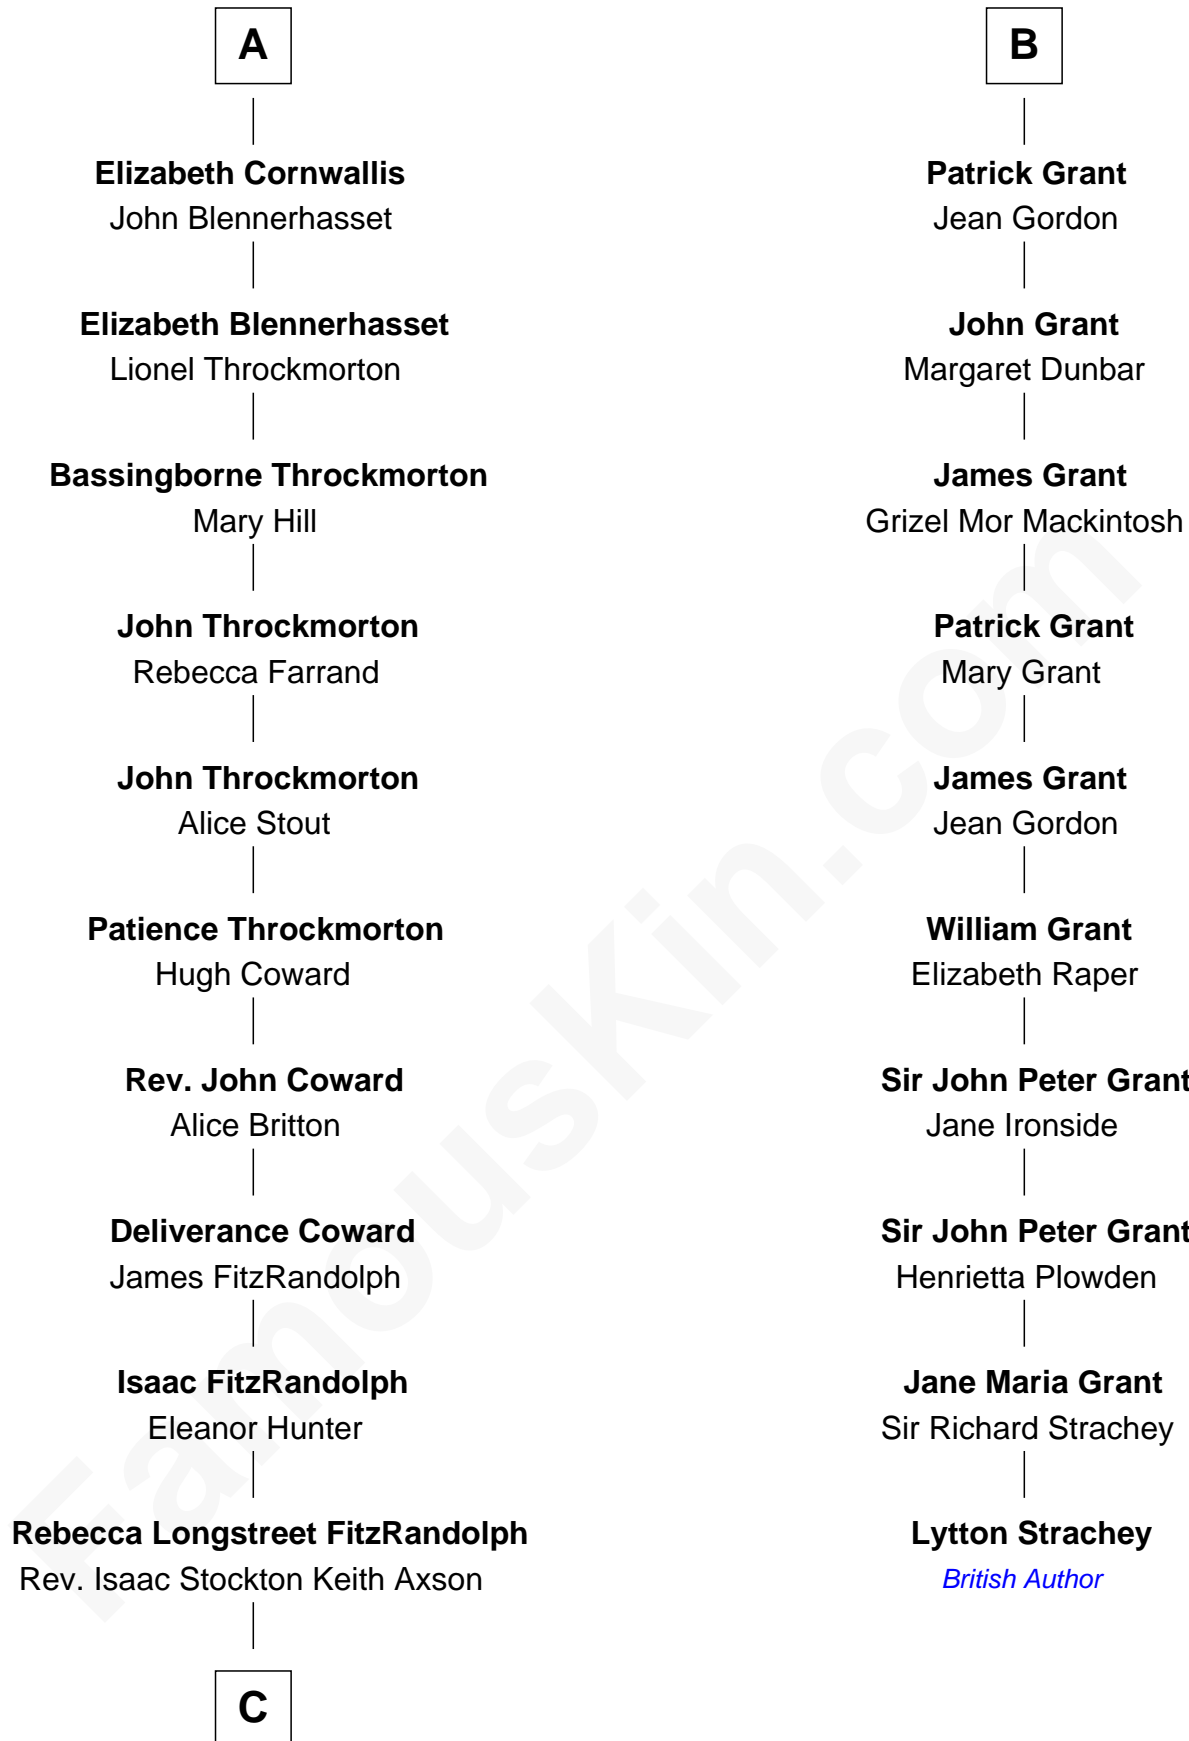 A
Elizabeth Cornwallis
John Blennerhasset
Elizabeth Blennerhasset
Lionel Throckmorton
Bassingborne Throckmorton
Mary Hill
John Throckmorton
Rebecca Farrand
John Throckmorton
Alice Stout
Patience Throckmorton
Hugh Coward
Rev. John Coward
Alice Britton
Deliverance Coward
James FitzRandolph
Isaac FitzRandolph
Eleanor Hunter
Rebecca Longstreet FitzRandolph
Rev. Isaac Stockton Keith Axson
C
B
Patrick Grant
Jean Gordon
John Grant
Margaret Dunbar
James Grant
Grizel Mor Mackintosh
Patrick Grant
Mary Grant
James Grant
Jean Gordon
William Grant
Elizabeth Raper
Sir John Peter Grant
Jane Ironside
Sir John Peter Grant
Henrietta Plowden
Jane Maria Grant
Sir Richard Strachey
Lytton Strachey
British Author
FamousKin.com